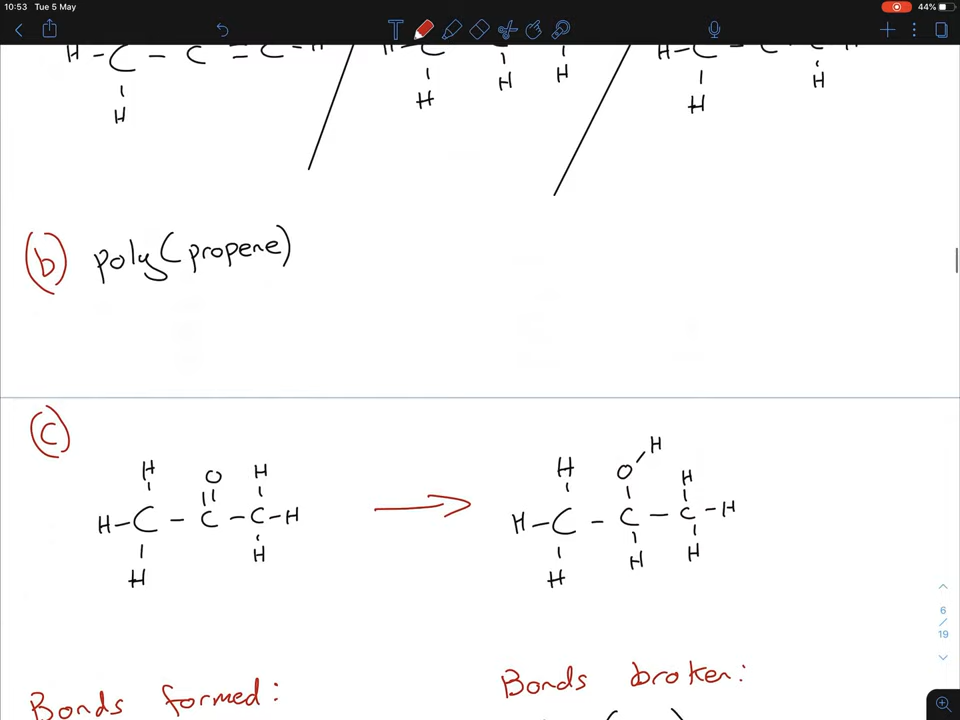 10:53 Tue 5 May
44%
T
H - C - C = C - H
H
H - C
H H H
H - C - C C H
H H
(b) poly(propene)
(c)
H O H
H - C - C - C - H
H H
H O H H
H - C - C - C - H
H H H
6
/
19
Bonds formed:
Bonds broken: